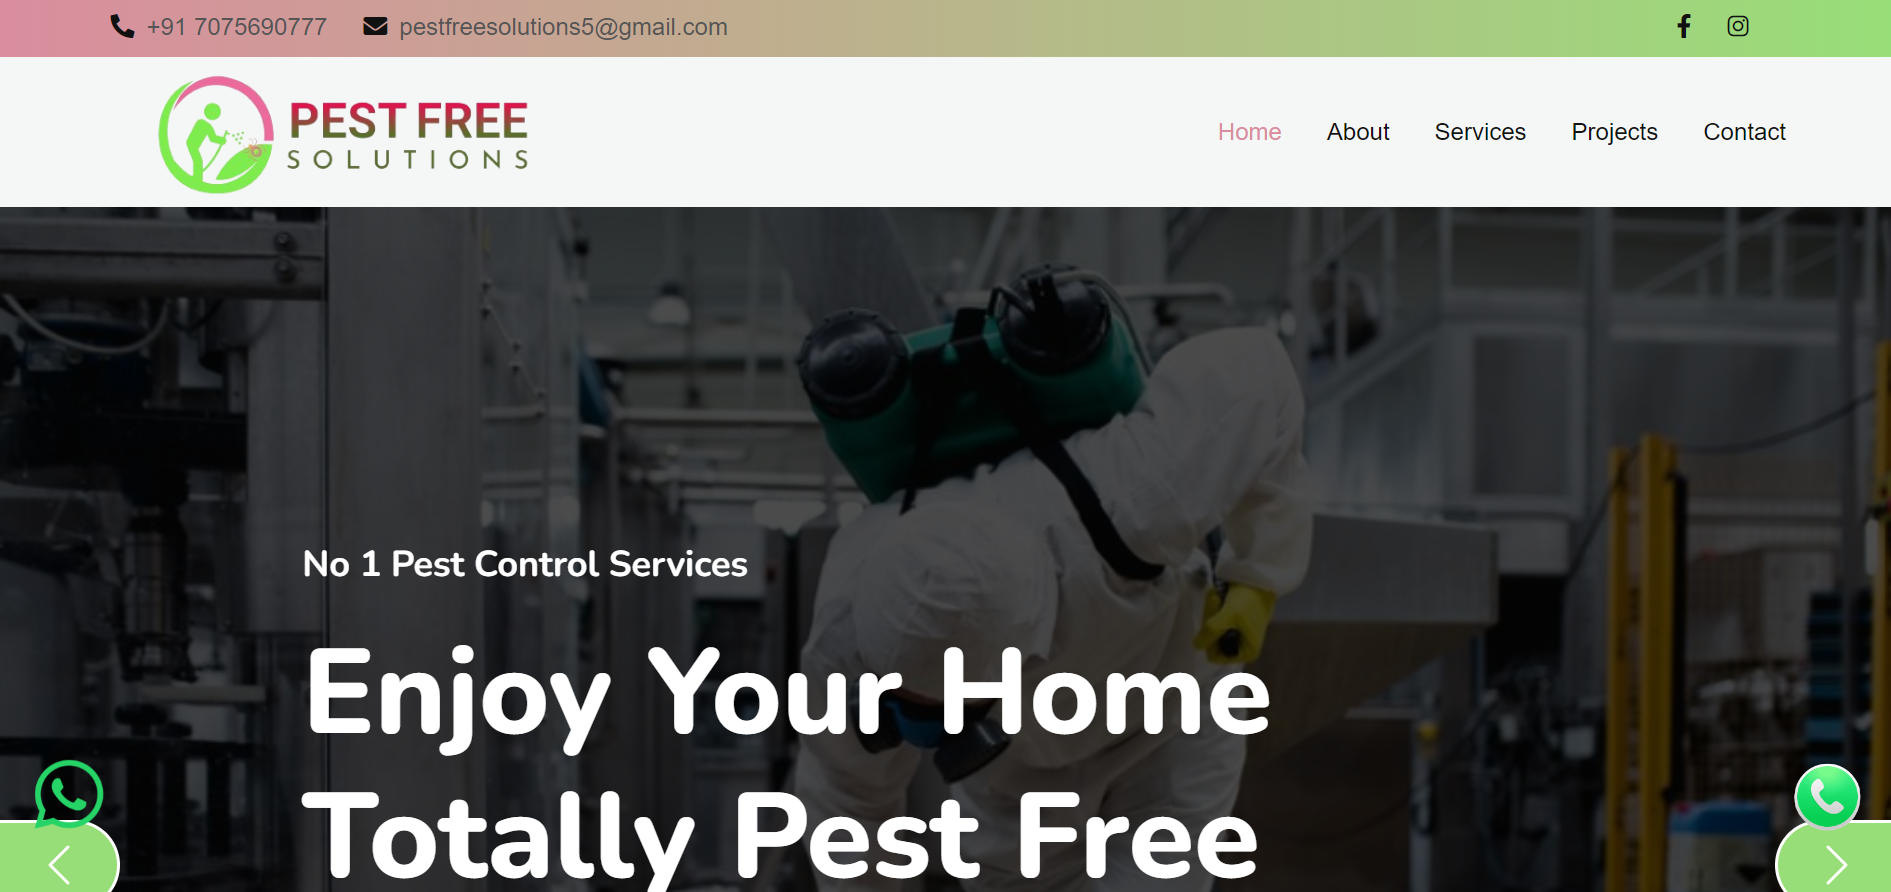 +91 7075690777 pestfreesolutions5@gmail.com
PEST FREE
SOLUTIONS
Home About Services Projects Contact
No 1 Pest Control Services
Enjoy Your Home
Totally Pest Free